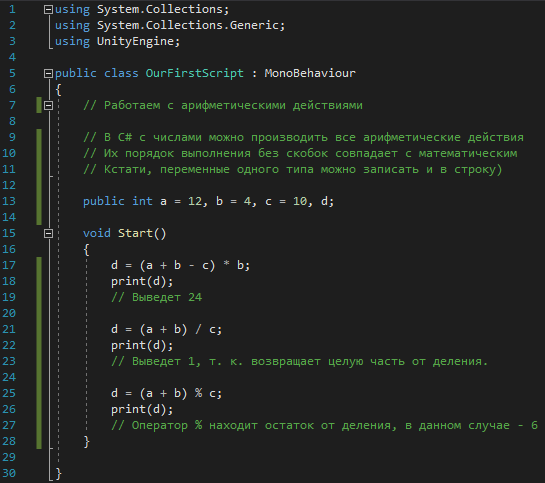 1 using System.Collections;
2 using System.Collections.Generic;
3 using UnityEngine;
4
5 public class OurFirstScript : MonoBehaviour
6 {
7 // Работаем с арифметическими действиями
8
9 // В C# с числами можно производить все арифметические действия
10 // Их порядок выполнения без скобок совпадает с математическим
11 // Кстати, переменные одного типа можно записать и в строку)
12
13 public int a = 12, b = 4, c = 10, d;
14
15 void Start()
16 {
17 d = (a + b - c) * b;
18 print(d);
19 // Выведет 24
20
21 d = (a + b) / c;
22 print(d);
23 // Выведет 1, т. к. возвращает целую часть от деления.
24
25 d = (a + b) % c;
26 print(d);
27 // Оператор % находит остаток от деления, в данном случае - 6
28 }
29
30 }